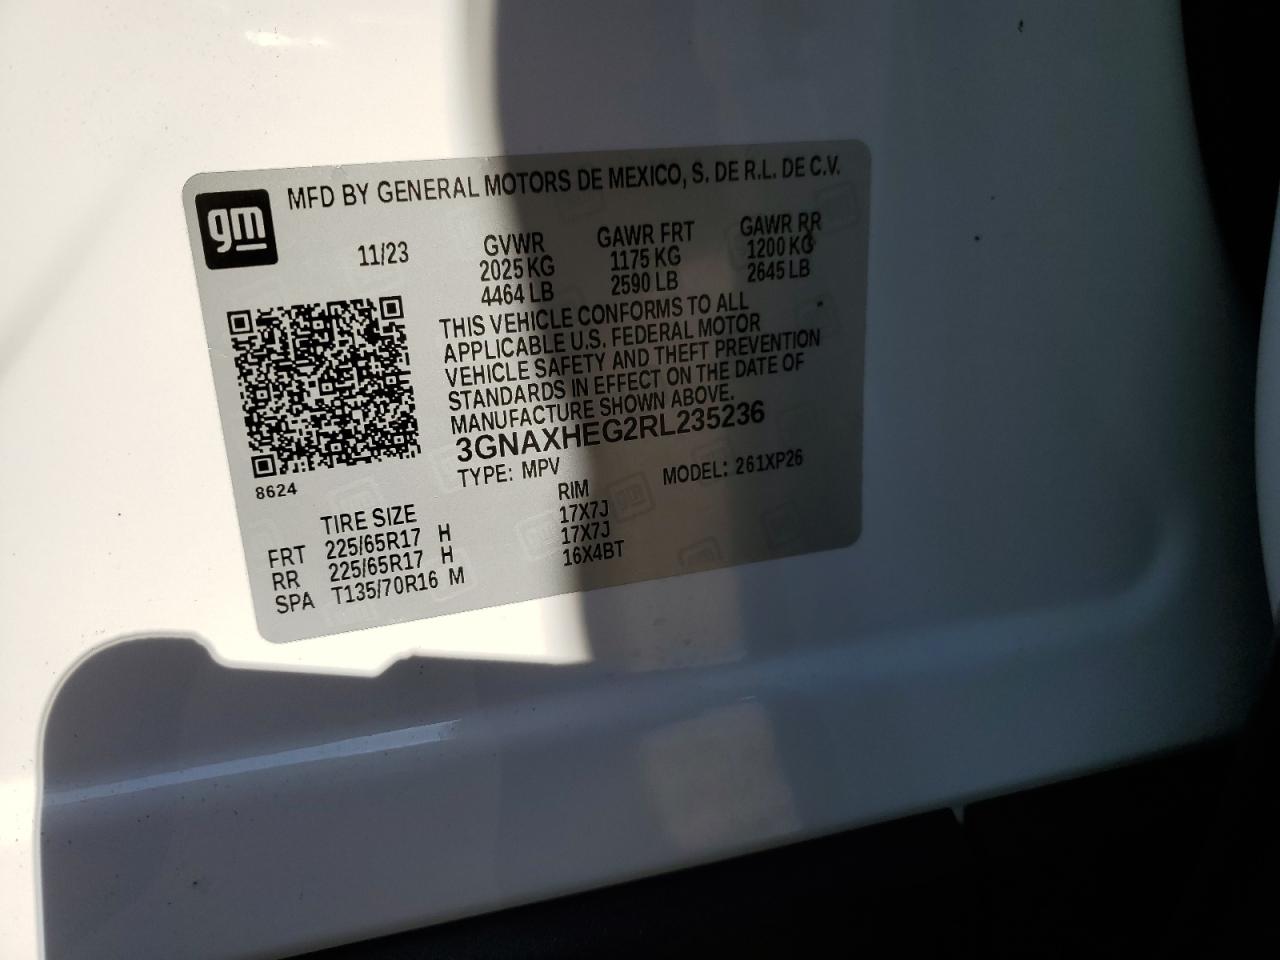 gm
MFD BY GENERAL MOTORS DE MEXICO, S. DE R.L. DE C.V.
11/23
GVWR GAWR FRT GAWR RR
2025 KG 1175 KG 1200 KG
4464 LB 2590 LB 2645 LB
THIS VEHICLE CONFORMS TO ALL
APPLICABLE U.S. FEDERAL MOTOR
VEHICLE SAFETY AND THEFT PREVENTION
STANDARDS IN EFFECT ON THE DATE OF
MANUFACTURE SHOWN ABOVE.
3GNAXHEG2RL235236
TYPE: MPV MODEL: 261XP26
8624
TIRE SIZE RIM
FRT 225/65R17 H 17X7J
RR 225/65R17 H 17X7J
SPA T135/70R16 M 16X4BT